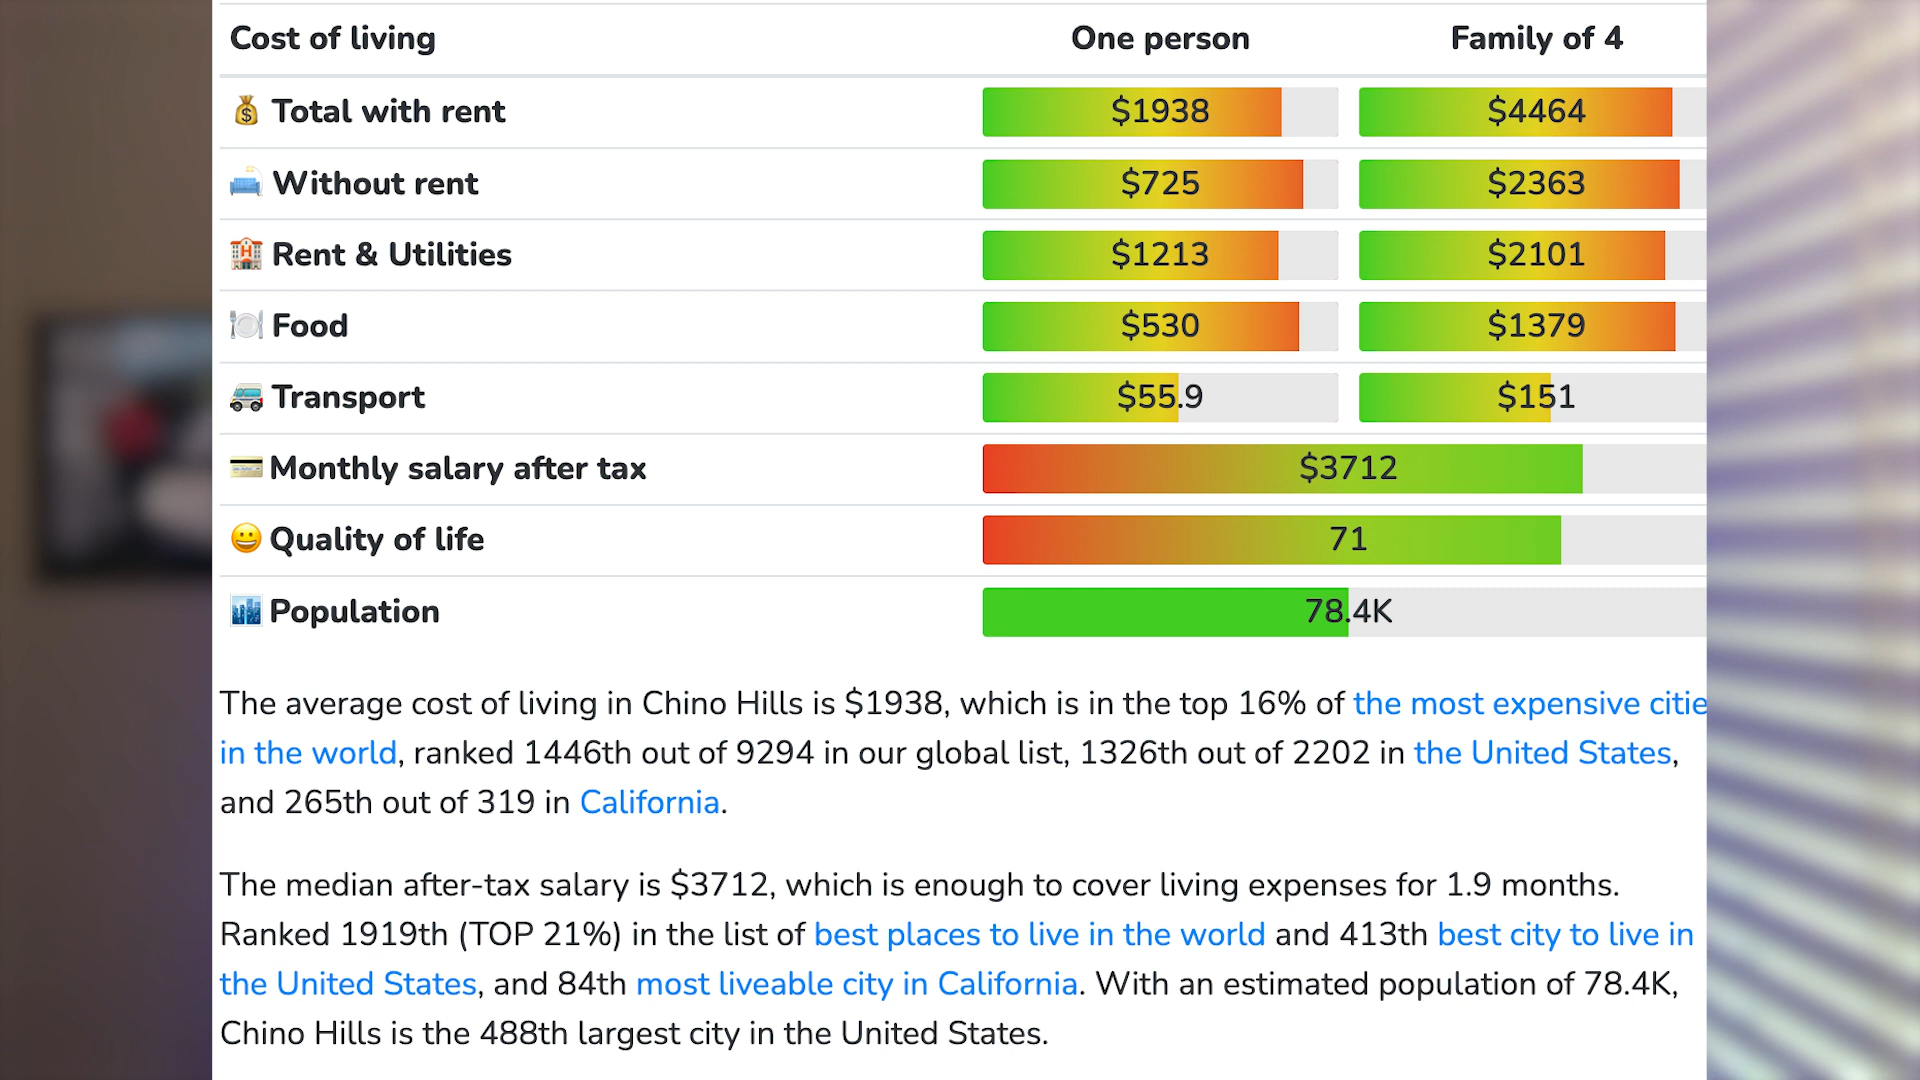 Cost of living One person Family of 4
Total with rent $1938 $4464
Without rent $725 $2363
Rent & Utilities $1213 $2101
Food $530 $1379
Transport $55.9 $151
Monthly salary after tax $3712
Quality of life 71
Population 78.4K
The average cost of living in Chino Hills is $1938, which is in the top 16% of the most expensive citie
in the world, ranked 1446th out of 9294 in our global list, 1326th out of 2202 in the United States,
and 265th out of 319 in California.
The median after-tax salary is $3712, which is enough to cover living expenses for 1.9 months.
Ranked 1919th (TOP 21%) in the list of best places to live in the world and 413th best city to live in
the United States, and 84th most liveable city in California. With an estimated population of 78.4K,
Chino Hills is the 488th largest city in the United States.